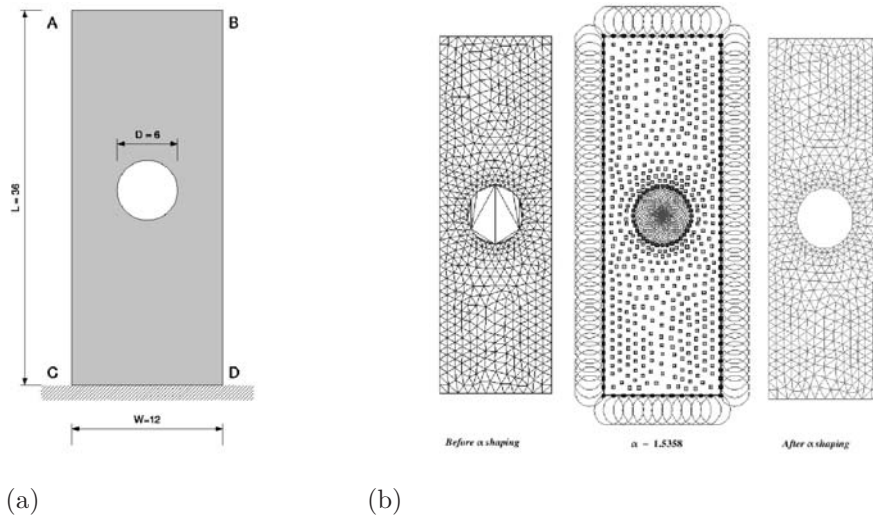 A
B
D = 6
L = 36
C
D
W=12
Before α shaping
α = 1.5358
After α shaping
(a)
(b)